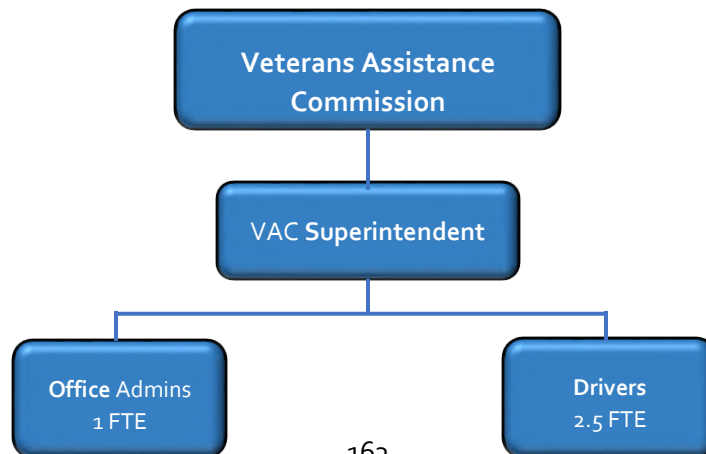 Veterans Assistance
Commission
VAC Superintendent
Office Admins
1 FTE
Drivers
2.5 FTE